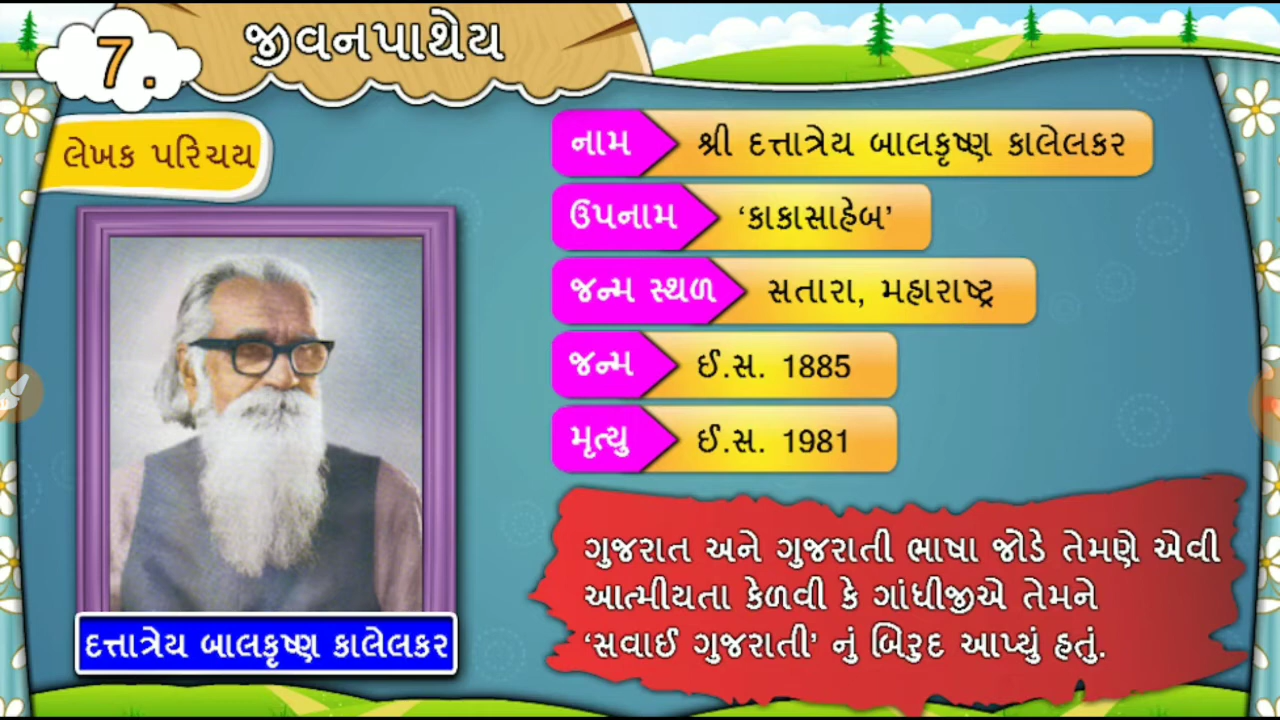 7.
જીવનપાથેય
લેખક પરિચય
નામ
શ્રી દત્તાત્રેય બાલકૃષ્ણ કાલેલકર
ઉપનામ
‘કાકાસાહેબ’
જન્મ સ્થળ
સતારા, મહારાષ્ટ્ર
જન્મ
ઈ.સ. 1885
મૃત્યુ
ઈ.સ. 1981
દત્તાત્રેય બાલકૃષ્ણ કાલેલકર
ગુજરાત અને ગુજરાતી ભાષા જોડે તેમણે એવી
આત્મીયતા કેળવી કે ગાંધીજીએ તેમને
‘સવાઈ ગુજરાતી’ નું બિરુદ આપ્યું હતું.